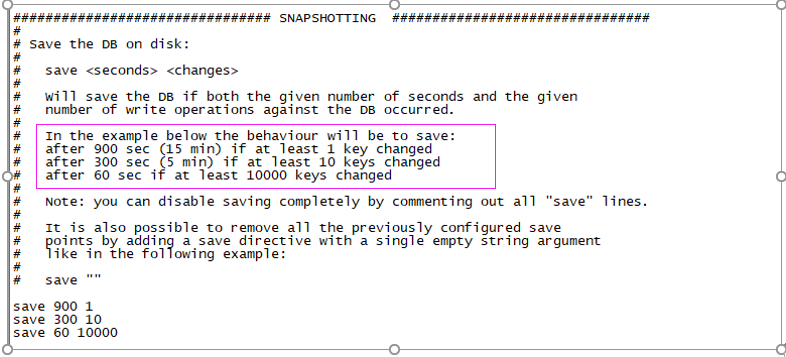 ################################ SNAPSHOTTING ################################
#
# Save the DB on disk:
#
# save <seconds> <changes>
#
# Will save the DB if both the given number of seconds and the given
# number of write operations against the DB occurred.
#
# In the example below the behaviour will be to save:
# after 900 sec (15 min) if at least 1 key changed
# after 300 sec (5 min) if at least 10 keys changed
# after 60 sec if at least 10000 keys changed
#
# Note: you can disable saving completely by commenting out all "save" lines.
#
# It is also possible to remove all the previously configured save
# points by adding a save directive with a single empty string argument
# like in the following example:
#
# save ""
save 900 1
save 300 10
save 60 10000